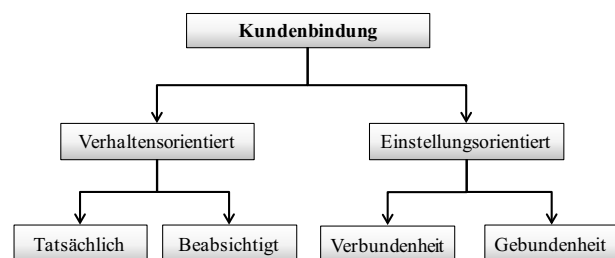 Kundenbindung
Verhaltensorientiert
Einstellungsorientiert
Tatsächlich
Beabsichtigt
Verbundenheit
Gebundenheit